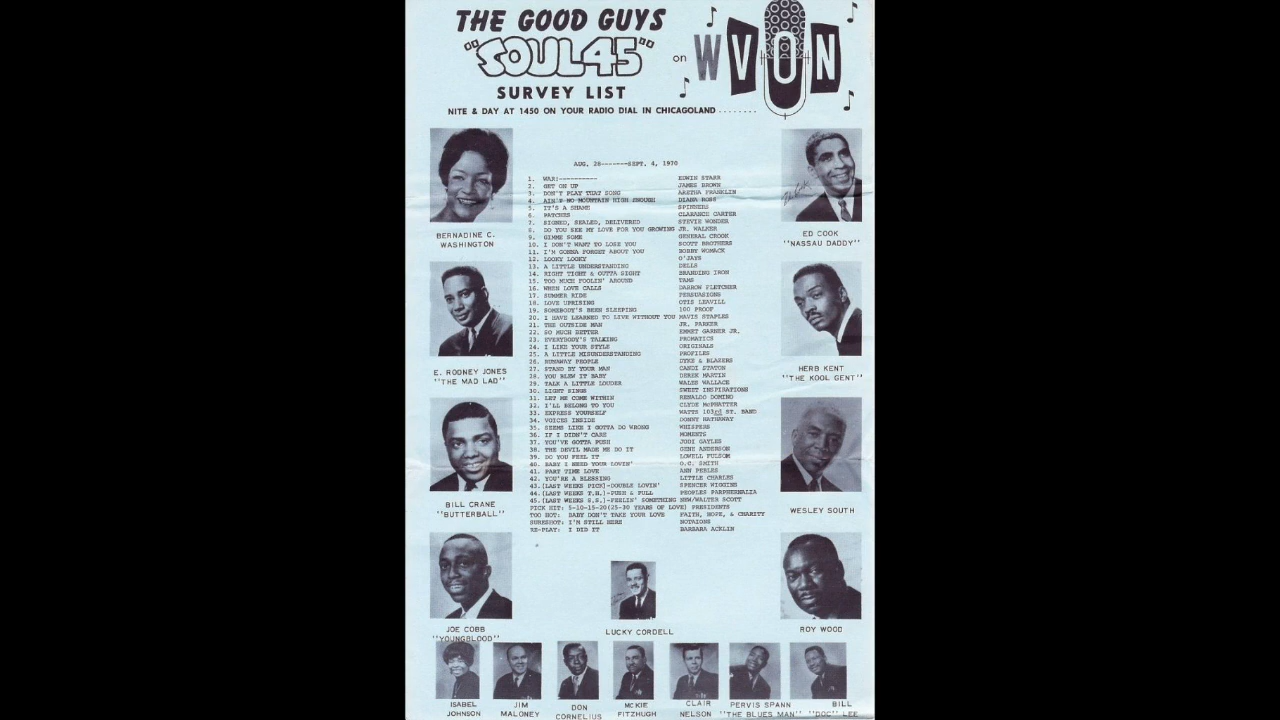 THE GOOD GUYS
"SOUL 45"
on WVON
SURVEY LIST
NITE & DAY AT 1450 ON YOUR RADIO DIAL IN CHICAGOLAND --------
AUG. 28-------SEPT. 4, 1970
1. WAR:---------- EDWIN STARR
2. GET ON UP JAMES BROWN
3. DON'T PLAY THAT SONG ARETHA FRANKLIN
4. AIN'T NO MOUNTAIN HIGH ENOUGH DIANA ROSS
5. IT'S A SHAME SPINNERS
6. PATCHES CLARANCE CARTER
7. SIGNED, SEALED, DELIVERED STEVIE WONDER
8. DO YOU SEE MY LOVE FOR YOU GROWING JR. WALKER
9. GIMME SOME GENERAL CROOK
10. I DON'T WANT TO LOSE YOU SCOTT BROTHERS
11. I'M GONNA FORGET ABOUT YOU BOBBY WOMACK
12. LOOKY LOOKY O'JAYS
13. A LITTLE UNDERSTANDING DELLS
14. RIGHT TIGHT & OUTTA SIGHT BRANDING IRON
15. TOO MUCH FOOLIN' AROUND TAMS
16. WHEN LOVE CALLS DARROW FLETCHER
17. SUMMER RIDE PERSUASIONS
18. LOVE UPRISING OTIS LEAVILL
19. SOMEBODY'S BEEN SLEEPING 100 PROOF
20. I HAVE LEARNED TO LIVE WITHOUT YOU MAVIS STAPLES
21. THE OUTSIDE MAN JR. PARKER
22. SO MUCH BETTER EMMET GARNER JR.
23. EVERYBODY'S TALKING PROMATICS
24. I LIKE YOUR STYLE ORIGINALS
25. A LITTLE MISUNDERSTANDING PROFILES
26. RUNAWAY PEOPLE DYKE & BLAZERS
27. STAND BY YOUR MAN CANDI STATON
28. YOU BLEW IT BABY DEREK MARTIN
29. TALK A LITTLE LOUDER WALES WALLACE
30. LIGHT SINGS SWEET INSPIRATIONS
31. LET ME COME WITHIN RENALDO DOMINO
32. I'LL BELONG TO YOU CLYDE McPHATTER
33. EXPRESS YOURSELF WATTS 103rd ST. BAND
34. VOICES INSIDE DONNY HATHAWAY
35. SEEMS LIKE I GOTTA DO WRONG WHISPERS
36. IF I DIDN'T CARE MOMENTS
37. YOU'VE GOTTA PUSH JODI GAYLES
38. THE DEVIL MADE ME DO IT GENE ANDERSON
39. DO YOU FEEL IT LOWELL FULSOM
40. BABY I NEED YOUR LOVIN' O.C. SMITH
41. PART TIME LOVE ANN PEBLES
42. YOU'RE A BLESSING LITTLE CHARLES
43.(LAST WEEKS PICK)-DOUBLE LOVIN' SPENCER WIGGINS
44.(LAST WEEKS T.H.)-PUSH & PULL PEOPLES PARPHERNALIA
45.(LAST WEEKS S.S.)-FEELIN' SOMETHING NEW/WALTER SCOTT
PICK HIT: 5-10-15-20(25-30 YEARS OF LOVE) PRESIDENTS
TOO HOT: BABY DON'T TAKE YOUR LOVE FAITH, HOPE, & CHARITY
SURESHOT: I'M STILL HERE NOTAIONS
RE-PLAY: I DID IT BARBARA ACKLIN
BERNADINE C.
WASHINGTON
ED COOK
"NASSAU DADDY"
E. RODNEY JONES
"THE MAD LAD"
HERB KENT
"THE KOOL GENT"
BILL CRANE
"BUTTERBALL"
WESLEY SOUTH
JOE COBB
"YOUNGBLOOD"
LUCKY CORDELL
ROY WOOD
ISABEL
JOHNSON
JIM
MALONEY
DON
CORNELIUS
MCKIE
FITZHUGH
CLAIR
NELSON
PERVIS SPANN
"THE BLUES MAN"
BILL
"DOC" LEE